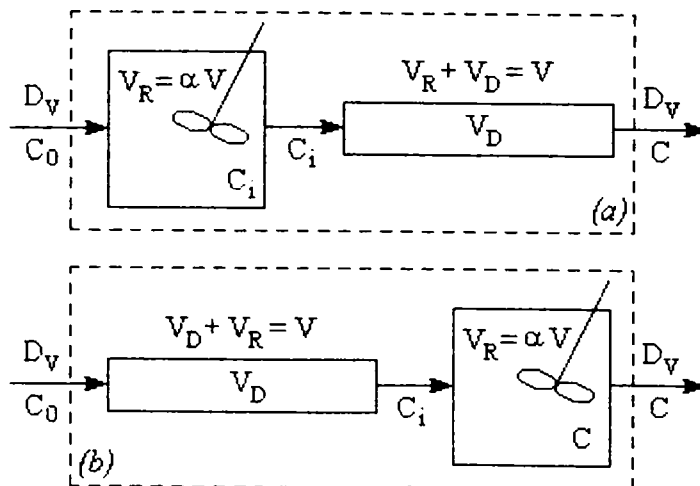 V_R = α V
V_R + V_D = V
D_V
C_0
C_i
C_i
V_D
D_V
C
(a)
V_D + V_R = V
V_R = α V
D_V
C_0
V_D
C_i
C
D_V
C
(b)